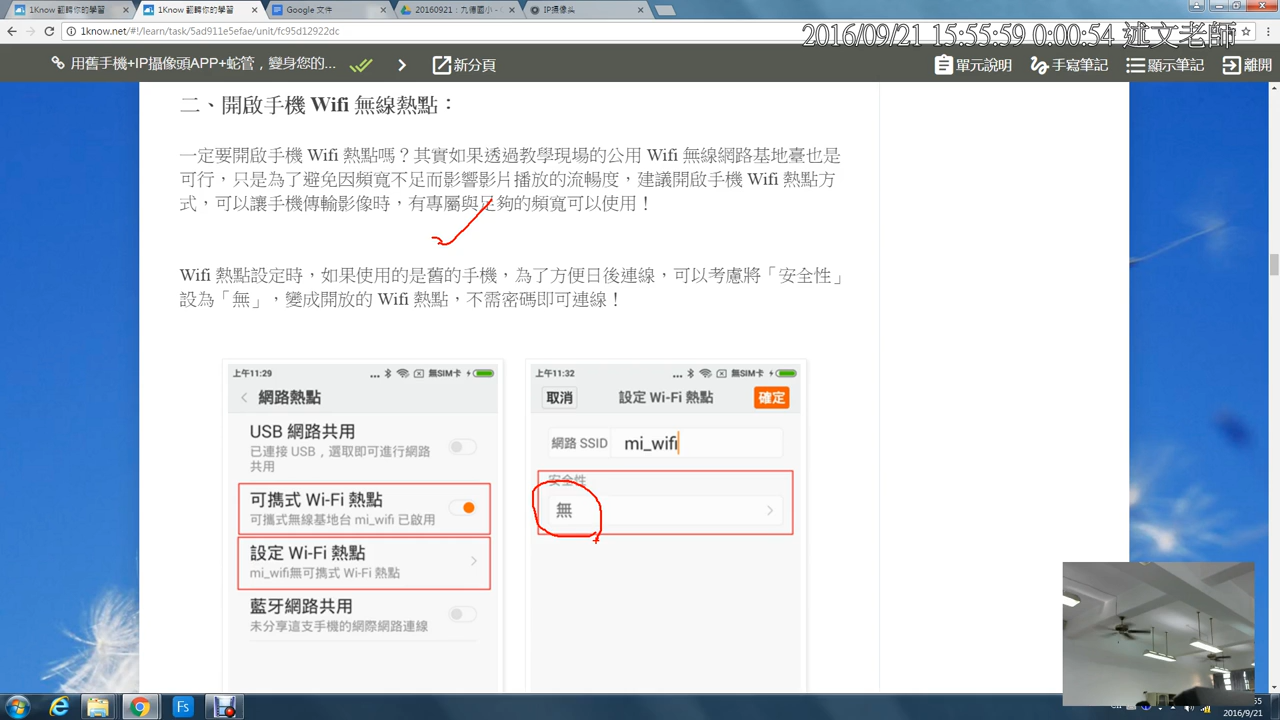 1Know 範疇你的學習
1Know 範疇你的學習
Google 文件
20160921：九德國小 -
IP攝像头
1know.net/#!/learn/task/5ad911e5efae/unit/fc95d12922dc
2016/09/21 15:55:59 0:00:54 述文老師
用舊手機+IP攝像頭APP+蛇管，變身您的...
新分頁
單元說明
手寫筆記
顯示筆記
離開
二、開啟手機 Wifi 無線熱點：
一定要開啟手機 Wifi 熱點嗎？其實如果透過教學現場的公用 Wifi 無線網路基地臺也是
可行，只是為了避免因頻寬不足而影響影片播放的流暢度，建議開啟手機 Wifi 熱點方
式，可以讓手機傳輸影像時，有專屬與足夠的頻寬可以使用！
Wifi 熱點設定時，如果使用的是舊的手機，為了方便日後連線，可以考慮將「安全性」
設為「無」，變成開放的 Wifi 熱點，不需密碼即可連線！
上午11:29
... 無SIM卡
網路熱點
USB 網路共用
已連接 USB，選取即可進行網路
共用
可攜式 Wi-Fi 熱點
可攜式無線基地台 mi_wifi 已啟用
設定 Wi-Fi 熱點
mi_wifi無可攜式 Wi-Fi 熱點
藍牙網路共用
未分享這支手機的網際網路連線
上午11:32
... 無SIM卡
取消
設定 Wi-Fi 熱點
確定
網路 SSID
mi_wifi
安全性
無
Fs
2016/9/21